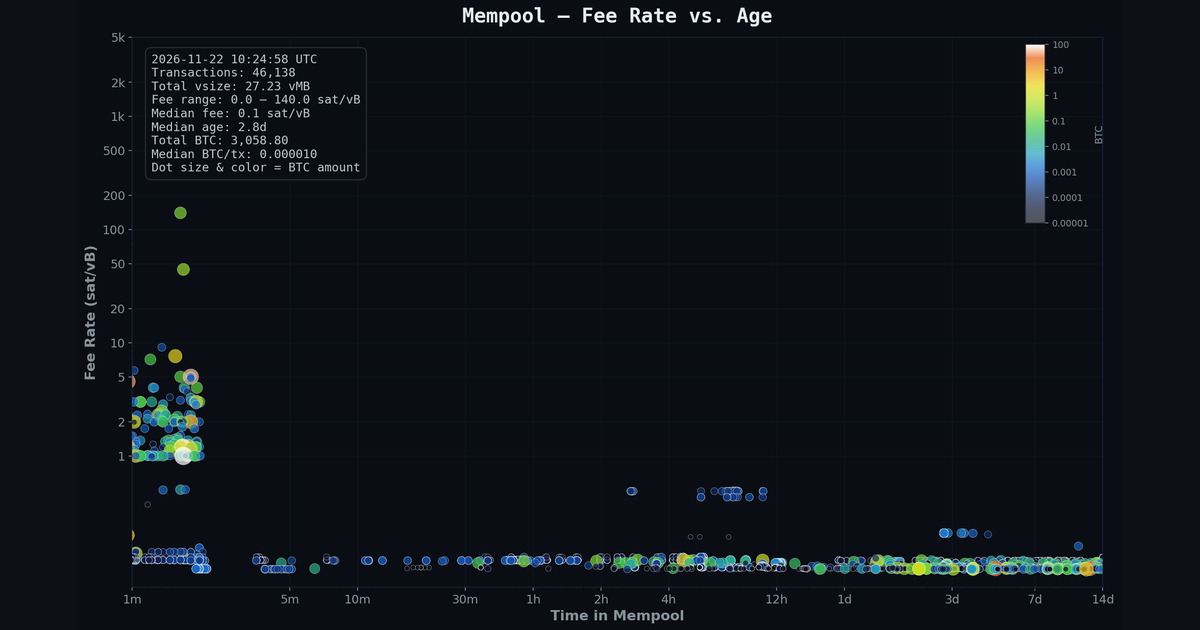 Mempool — Fee Rate vs. Age
2026-11-22 10:24:58 UTC
Transactions: 46,138
Total vsize: 27.23 vMB
Fee range: 0.0 — 140.0 sat/vB
Median fee: 0.1 sat/vB
Median age: 2.8d
Total BTC: 3,058.80
Median BTC/tx: 0.000010
Dot size & color = BTC amount
5k
2k
1k
500
200
100
50
20
10
5
2
1
Fee Rate (sat/vB)
100
10
1
0.1
0.01
0.001
0.0001
0.00001
BTC
1m 5m 10m 30m 1h 2h 4h 12h 1d 3d 7d 14d
Time in Mempool